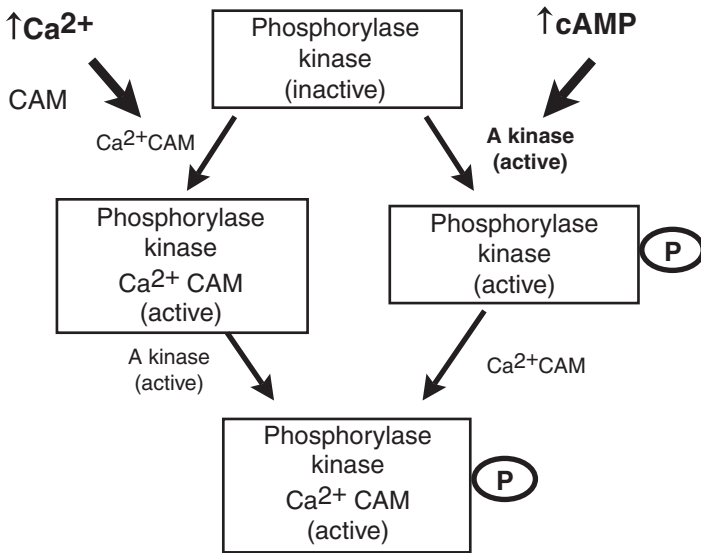 ↑Ca²⁺
CAM
Ca²⁺CAM
Phosphorylase
kinase
(inactive)
↑cAMP
A kinase
(active)
Phosphorylase
kinase
Ca²⁺ CAM
(active)
Phosphorylase
kinase
(active)
P
A kinase
(active)
Ca²⁺CAM
Phosphorylase
kinase
Ca²⁺ CAM
(active)
P